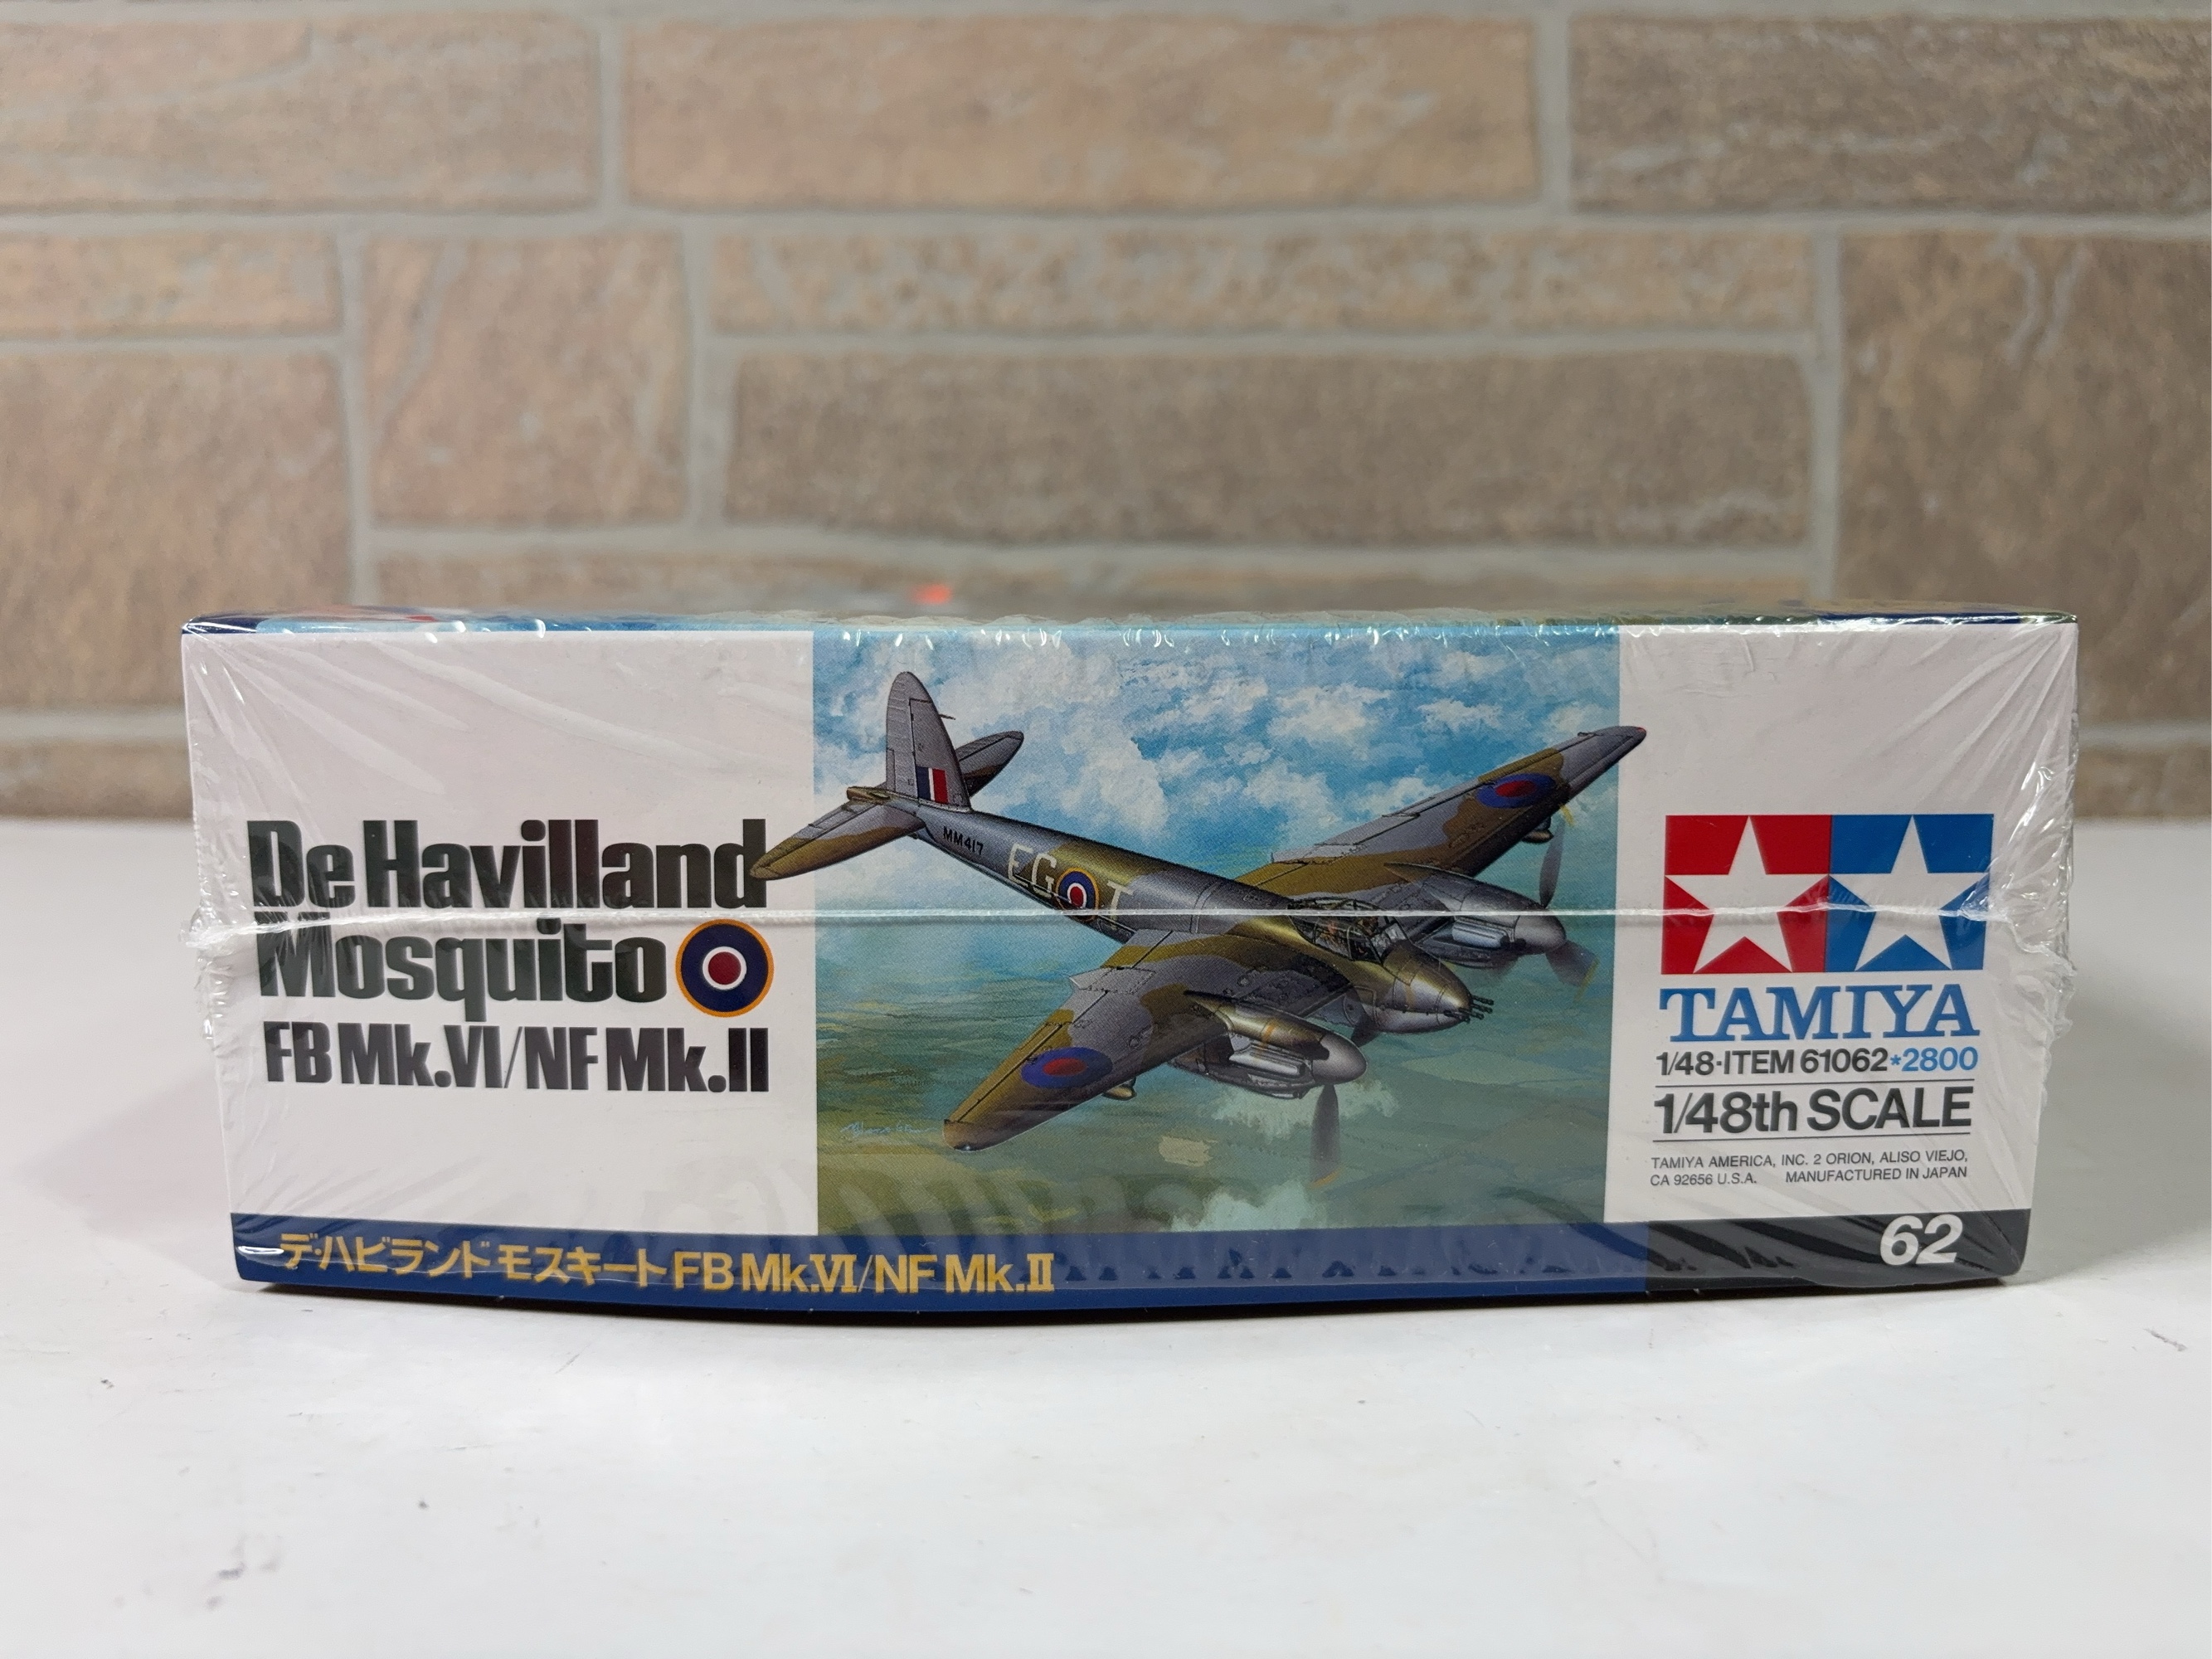 De Havilland
Mosquito
FB Mk.VI/NF Mk.II
MM417
EG T
TAMIYA
1/48·ITEM 61062*2800
1/48th SCALE
TAMIYA AMERICA, INC. 2 ORION, ALISO VIEJO,
CA 92656 U.S.A. MANUFACTURED IN JAPAN
デ・ハビランド モスキート FB Mk.VI/NF Mk.II
62